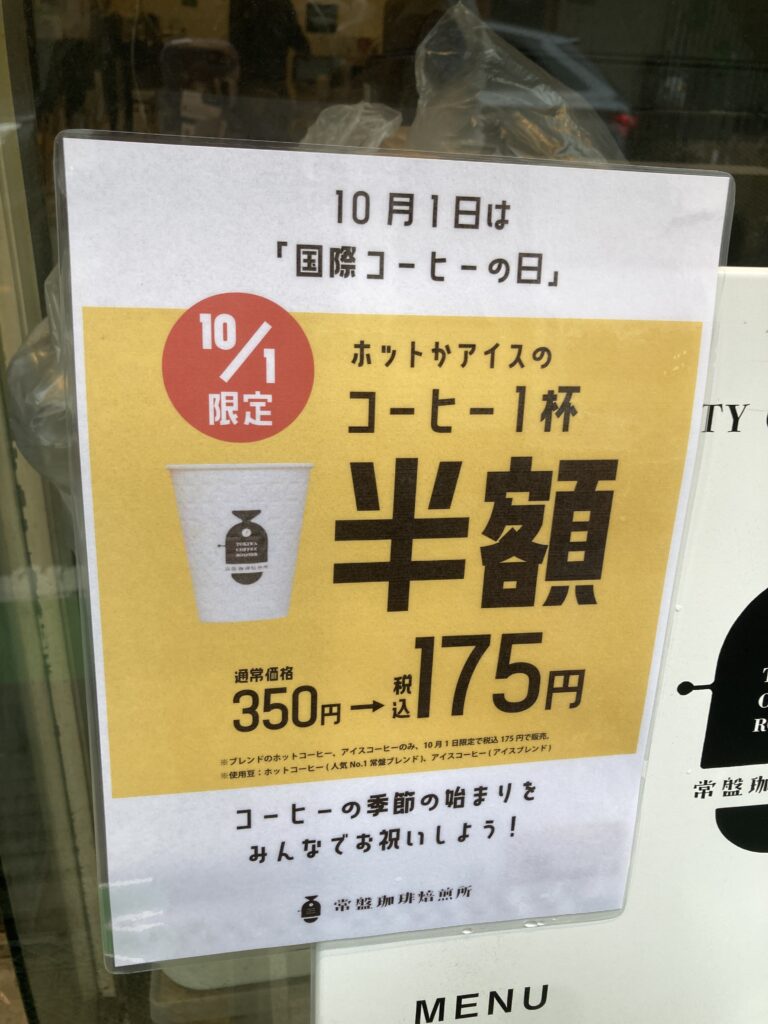 10月1日は
「国際コーヒーの日」
10/1
限定
ホットかアイスの
コーヒー1杯
半額
TOKIWA
COFFEE
ROASTER
通常価格
350円→税込175円
※ブレンドのホットコーヒー、アイスコーヒーのみ、10月1日限定で税込175円で販売。
※使用豆：ホットコーヒー(人気No.1常盤ブレンド)、アイスコーヒー(アイスブレンド)
コーヒーの季節の始まりを
みんなでお祝いしよう！
常盤珈琲焙煎所
TY
常盤珈
MENU